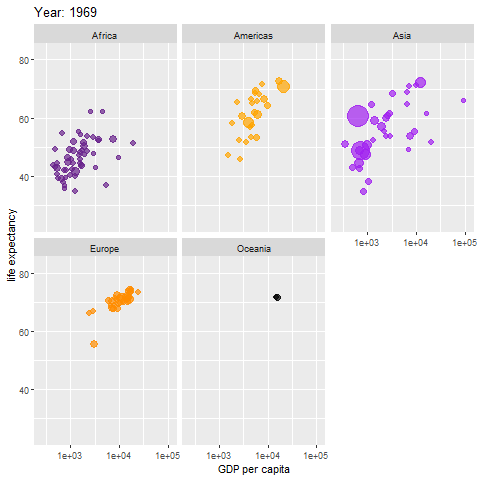 Year: 1969
Africa
Americas
Asia
80
60
40
1e+03 1e+04 1e+05
Europe
Oceania
80
60
40
1e+03 1e+04 1e+05
1e+03 1e+04 1e+05
life expectancy
GDP per capita